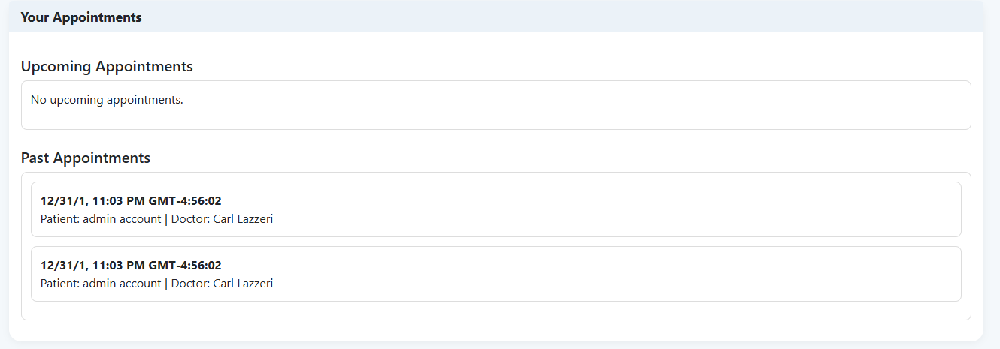 Your Appointments
Upcoming Appointments
No upcoming appointments.
Past Appointments
12/31/1, 11:03 PM GMT-4:56:02
Patient: admin account | Doctor: Carl Lazzeri
12/31/1, 11:03 PM GMT-4:56:02
Patient: admin account | Doctor: Carl Lazzeri